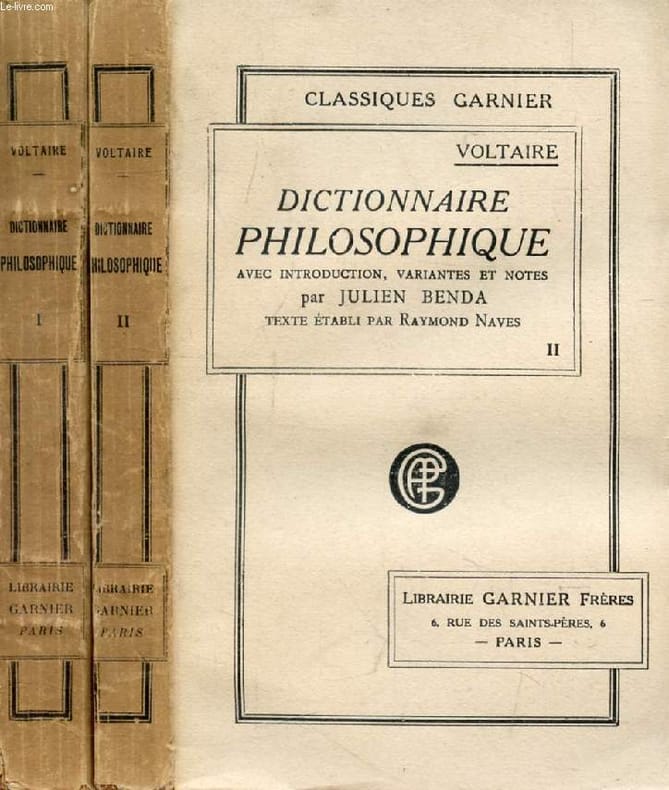 Le-livre.com
VOLTAIRE
DICTIONNAIRE
PHILOSOPHIQUE
I
LIBRAIRIE
GARNIER
PARIS
VOLTAIRE
DICTIONNAIRE
PHILOSOPHIQUE
II
LIBRAIRIE
GARNIER
PARIS
CLASSIQUES GARNIER
VOLTAIRE
DICTIONNAIRE
PHILOSOPHIQUE
AVEC INTRODUCTION, VARIANTES ET NOTES
par JULIEN BENDA
TEXTE ÉTABLI PAR RAYMOND NAVES
II
LIBRAIRIE GARNIER FRÈRES
6, RUE DES SAINTS-PÈRES, 6
— PARIS —